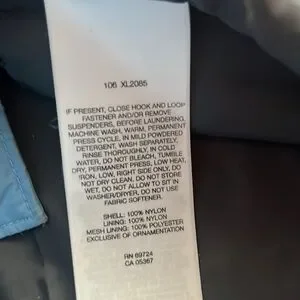 106 XL2085
IF PRESENT, CLOSE HOOK AND LOOP
FASTENER AND/OR REMOVE
SUSPENDERS, BEFORE LAUNDERING,
MACHINE WASH, WARM, PERMANENT
PRESS CYCLE, IN MILD POWDERED
DETERGENT, WASH SEPARATELY,
RINSE THOROUGHLY, IN COLD
WATER, DO NOT BLEACH, TUMBLE
DRY, PERMANENT PRESS, LOW HEAT,
IRON, LOW, RIGHT SIDE ONLY, DO
NOT DRY CLEAN, DO NOT STORE
WET, DO NOT ALLOW TO SIT IN
WASHER/DRYER, DO NOT USE
FABRIC SOFTENER.
SHELL: 100% NYLON
LINING: 100% NYLON
MESH LINING: 100% POLYESTER
EXCLUSIVE OF ORNAMENTATION
RN 69724
CA 05367